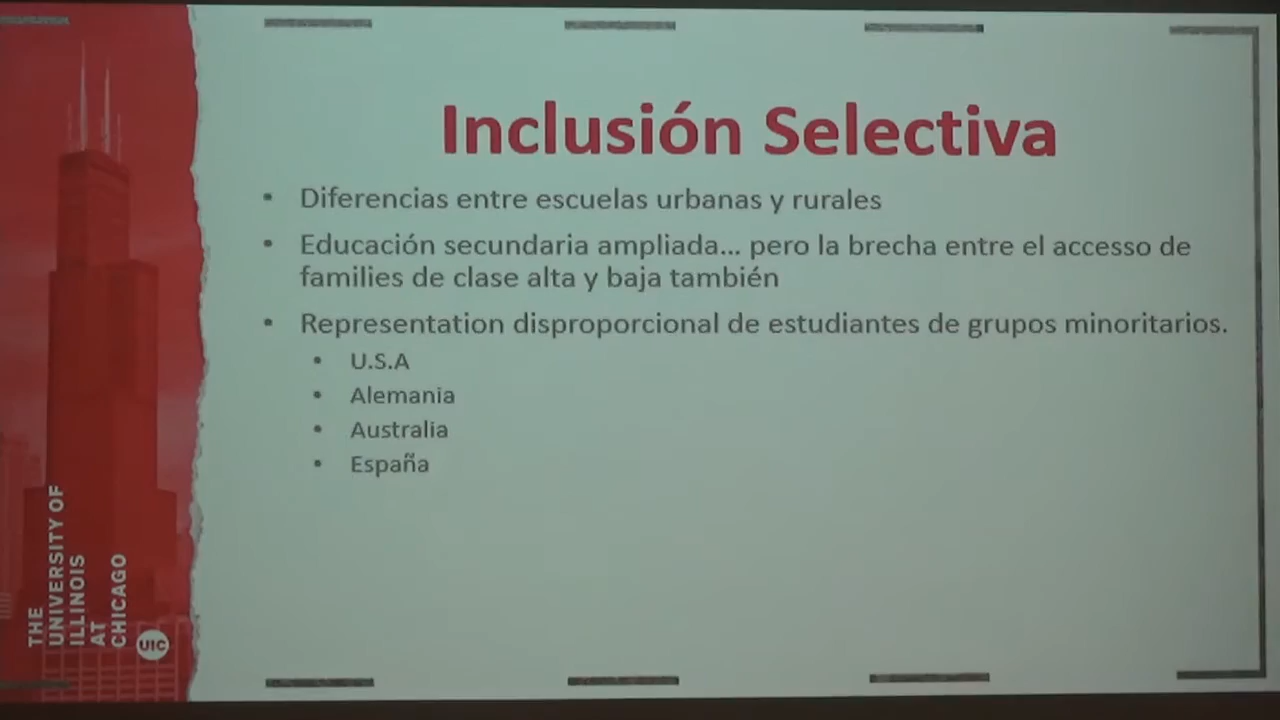 Inclusión Selectiva
• Diferencias entre escuelas urbanas y rurales
• Educación secundaria ampliada... pero la brecha entre el accesso de
families de clase alta y baja también
• Representation disproporcional de estudiantes de grupos minoritarios.
• U.S.A
• Alemania
• Australia
• España
THE
UNIVERSITY OF
ILLINOIS
AT
CHICAGO
UIC